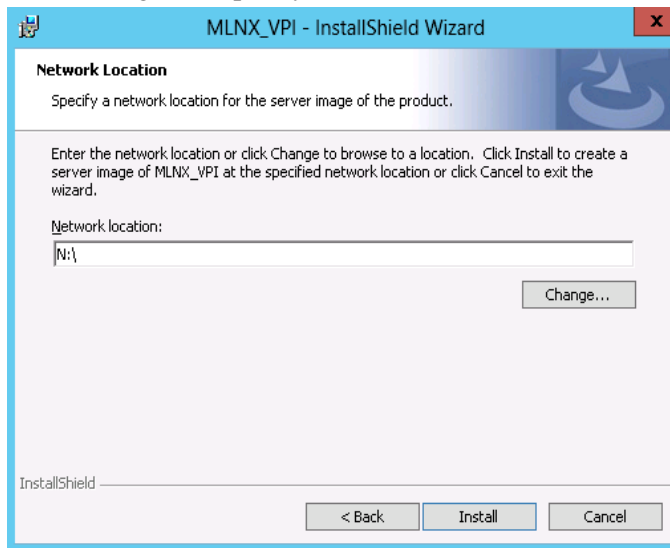 MLNX_VPI - InstallShield Wizard
x
Network Location
Specify a network location for the server image of the product.
Enter the network location or click Change to browse to a location. Click Install to create a
server image of MLNX_VPI at the specified network location or click Cancel to exit the
wizard.
Network location:
N:\
Change...
InstallShield
< Back Install Cancel